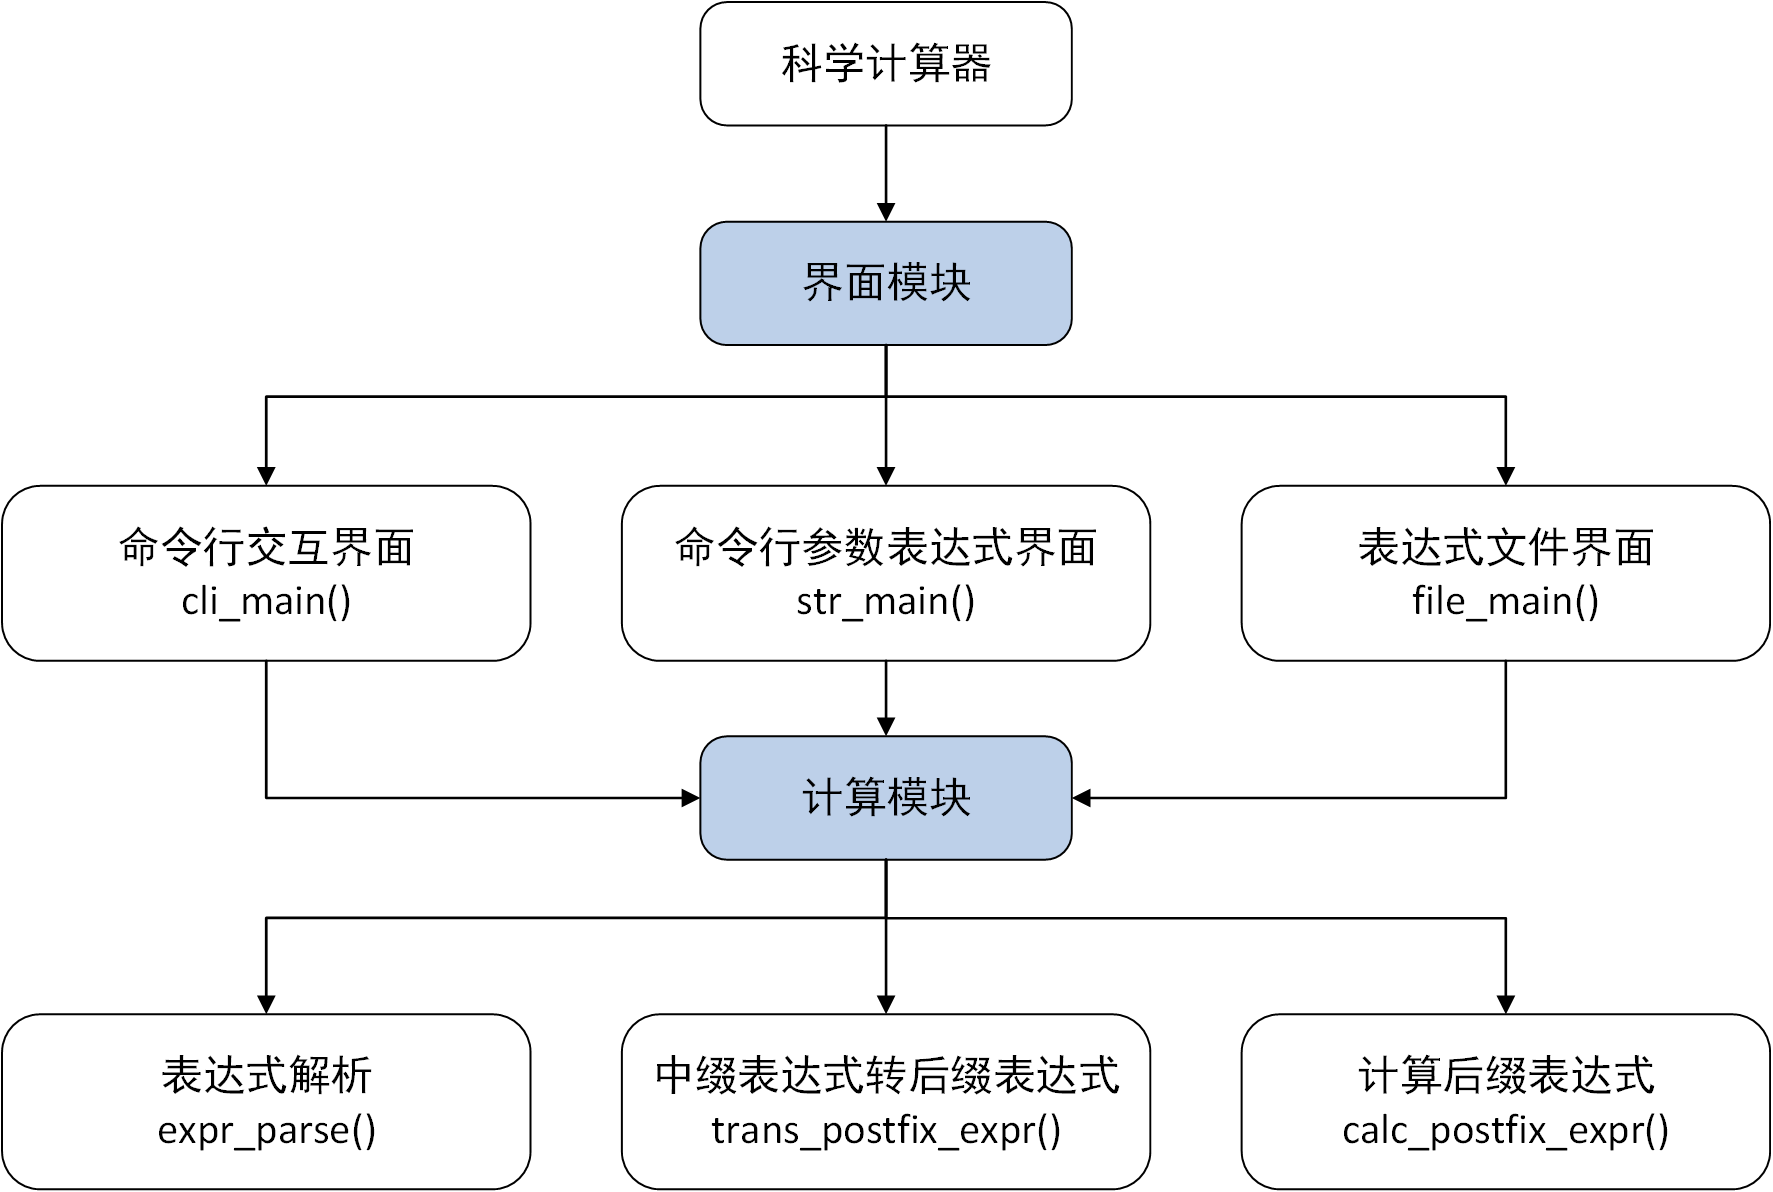 科学计算器
界面模块
命令行交互界面
cli_main()
命令行参数表达式界面
str_main()
表达式文件界面
file_main()
计算模块
表达式解析
expr_parse()
中缀表达式转后缀表达式
trans_postfix_expr()
计算后缀表达式
calc_postfix_expr()